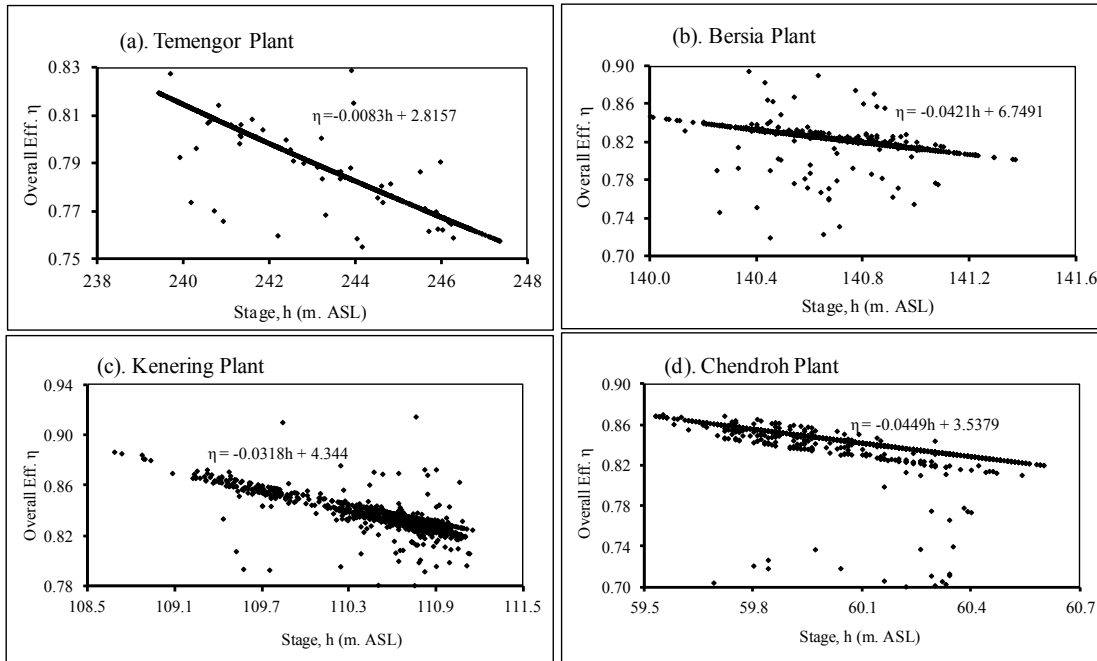 (a). Temengor Plant
0.83
0.81
0.79
0.77
0.75
Overall Eff. η
η=-0.0083h + 2.8157
238 240 242 244 246 248
Stage, h (m. ASL)
(b). Bersia Plant
0.90
0.86
0.82
0.78
0.74
0.70
Overall Eff. η
η = -0.0421h + 6.7491
140.0 140.4 140.8 141.2 141.6
Stage, h (m. ASL)
(c). Kenering Plant
0.94
0.90
0.86
0.82
0.78
Overall Eff. η
η = -0.0318h + 4.344
108.5 109.1 109.7 110.3 110.9 111.5
Stage, h (m. ASL)
(d). Chendroh Plant
0.90
0.86
0.82
0.78
0.74
0.70
Overall Eff. η
η = -0.0449h + 3.5379
59.5 59.8 60.1 60.4 60.7
Stage, h (m. ASL)